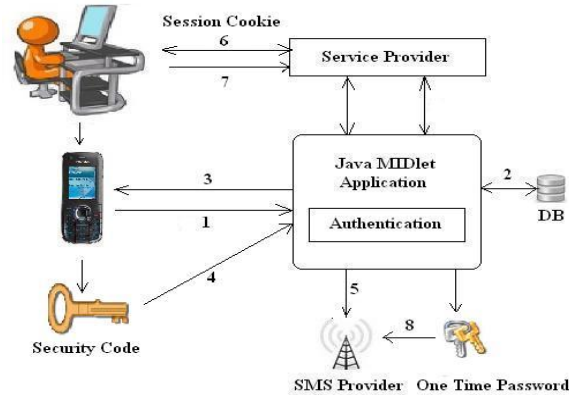 Session Cookie
6
Service Provider
7
Java MIDlet
Application
3
2
1
Authentication
DB
4
5
8
Security Code
SMS Provider
One Time Password